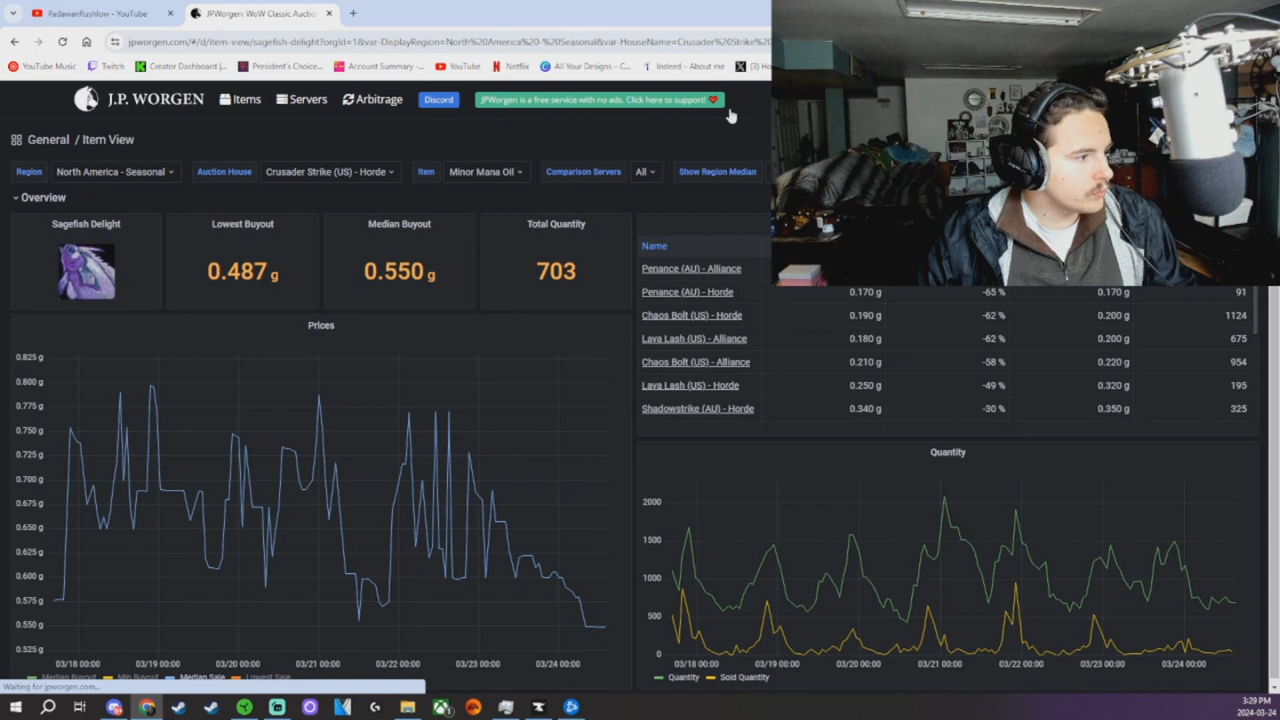 PadawanKushlow - YouTube
JPWorgen: WoW Classic Auctio
jpworgen.com/#/d/item-view/sagefish-delight?orgId=1&var-DisplayRegion=North%20America%20-%20Seasonal&var-HouseName=Crusader%20Strike%20
YouTube Music Twitch Creator Dashboard |... President's Choice... Account Summary -... YouTube Netflix All Your Designs – C... Indeed – About me (3) Ho
J.P. WORGEN Items Servers Arbitrage Discord JPWorgen is a free service with no ads. Click here to support!
General / Item View
Region North America - Seasonal Auction House Crusader Strike (US) - Horde Item Minor Mana Oil Comparison Servers All Show Region Median
Overview
Sagefish Delight Lowest Buyout Median Buyout Total Quantity
0.487 g 0.550 g 703
Name
Penance (AU) - Alliance
Penance (AU) - Horde 0.170 g -65 % 0.170 g 91
Chaos Bolt (US) - Horde 0.190 g -62 % 0.200 g 1124
Lava Lash (US) - Alliance 0.180 g -62 % 0.200 g 675
Chaos Bolt (US) - Alliance 0.210 g -58 % 0.220 g 954
Lava Lash (US) - Horde 0.250 g -49 % 0.320 g 195
Shadowstrike (AU) - Horde 0.340 g -30 % 0.350 g 325
Prices
0.825 g
0.800 g
0.775 g
0.750 g
0.725 g
0.700 g
0.675 g
0.650 g
0.625 g
0.600 g
0.575 g
0.550 g
0.525 g
03/18 00:00 03/19 00:00 03/20 00:00 03/21 00:00 03/22 00:00 03/23 00:00 03/24 00:00
Median Buyout Min Buyout Median Sale Lowest Sale
Quantity
2000
1500
1000
500
0
03/18 00:00 03/19 00:00 03/20 00:00 03/21 00:00 03/22 00:00 03/23 00:00 03/24 00:00
Quantity Sold Quantity
Waiting for jpworgen.com...
3:29 PM
2024-03-24